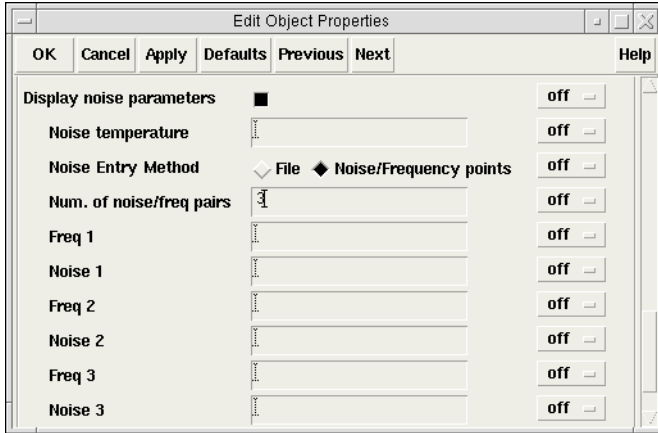 Edit Object Properties
OK Cancel Apply Defaults Previous Next Help
Display noise parameters off
Noise temperature off
Noise Entry Method File Noise/Frequency points off
Num. of noise/freq pairs 3 off
Freq 1 off
Noise 1 off
Freq 2 off
Noise 2 off
Freq 3 off
Noise 3 off